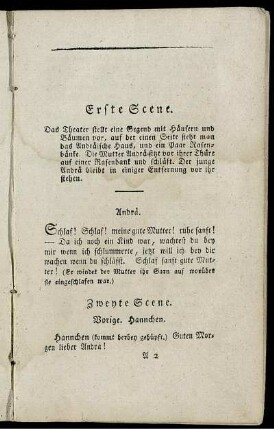 Erste Scene.
Das Theater stellt eine Gegend mit Häusern und
Bäumen vor, auf der einen Seite sieht man
das Andräische Haus, und ein Paar Rasen-
bänke. Die Mutter Andrä sitzt vor ihrer Thüre
auf einer Rasenbank und schläft. Der junge
Andrä bleibt in einiger Entfernung vor ihr
stehen.
Andrä.
Schlaf! Schlaf! meine gute Mutter! ruhe sanft!
— Da ich noch ein Kind war, wachtest du bey
mir wenn ich schlummerte, jetzt will ich bey dir
wachen wenn du schläfst. Schlaf sanft gute Mut-
ter! (Er windet der Mutter ihr Garn auf worüber
sie eingeschlafen war.)
Zweyte Scene.
Vorige. Hannchen.
Hannchen (kommt herbey gehüpft.) Guten Mor-
gen lieber Andrä!
A 2